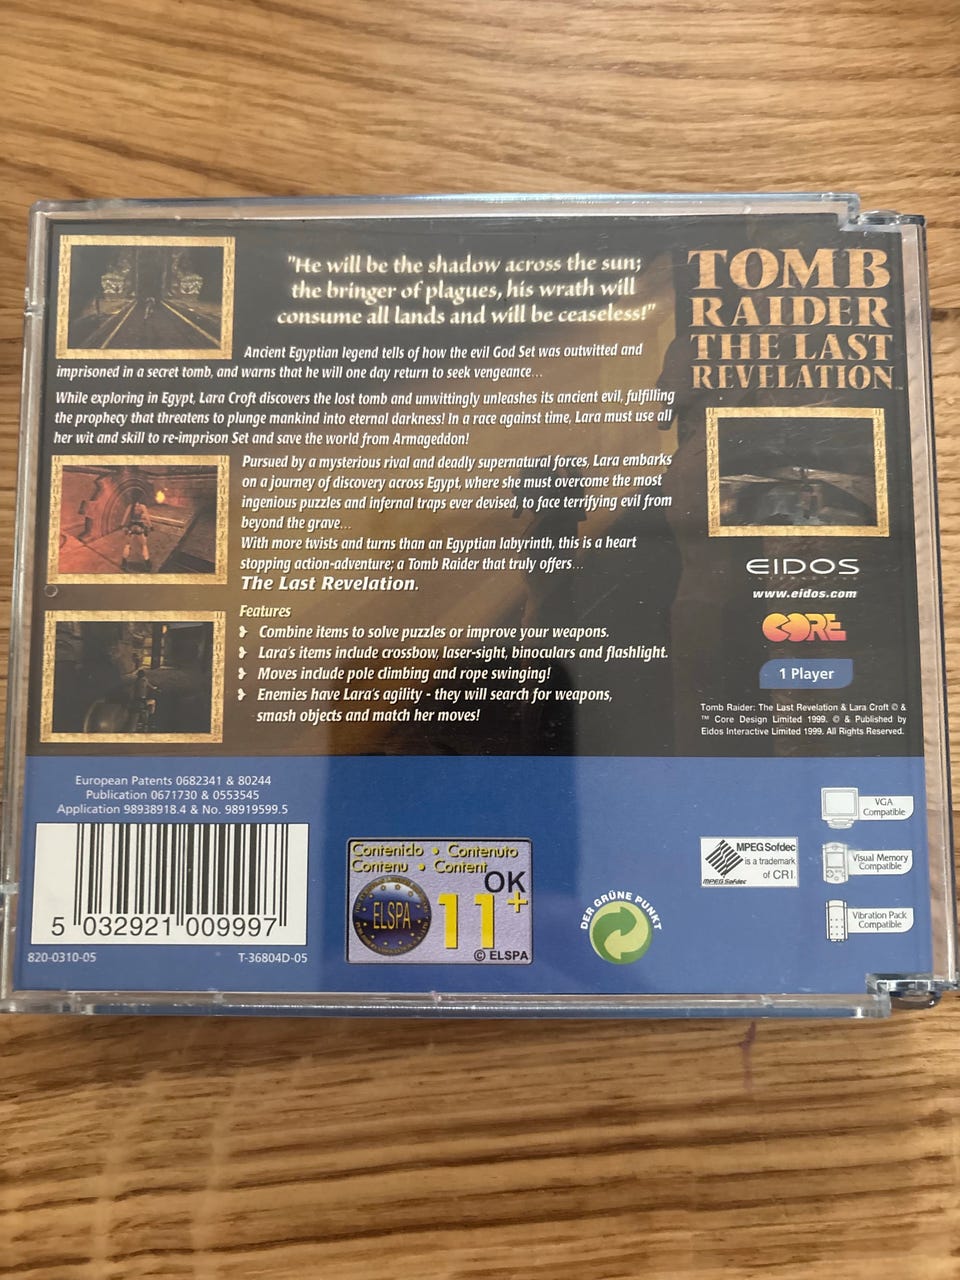 "He will be the shadow across the sun;
the bringer of plagues, his wrath will
consume all lands and will be ceaseless!"
Ancient Egyptian legend tells of how the evil God Set was outwitted and
imprisoned in a secret tomb, and warns that he will one day return to seek vengeance...
While exploring in Egypt, Lara Croft discovers the lost tomb and unwittingly unleashes its ancient evil, fulfilling
the prophecy that threatens to plunge mankind into eternal darkness! In a race against time, Lara must use all
her wit and skill to re-imprison Set and save the world from Armageddon!
Pursued by a mysterious rival and deadly supernatural forces, Lara embarks
on a journey of discovery across Egypt, where she must overcome the most
ingenious puzzles and infernal traps ever devised, to face terrifying evil from
beyond the grave...
With more twists and turns than an Egyptian labyrinth, this is a heart
stopping action-adventure; a Tomb Raider that truly offers...
The Last Revelation.
Features
Combine items to solve puzzles or improve your weapons.
Lara's items include crossbow, laser-sight, binoculars and flashlight.
Moves include pole climbing and rope swinging!
Enemies have Lara's agility - they will search for weapons,
smash objects and match her moves!
TOMB
RAIDER
THE LAST
REVELATION™
EIDOS
INTERACTIVE
www.eidos.com
CORE
1 Player
Tomb Raider: The Last Revelation & Lara Croft © &
™ Core Design Limited 1999. © & Published by
Eidos Interactive Limited 1999. All Rights Reserved.
European Patents 0682341 & 80244
Publication 0671730 & 0553545
Application 98938918.4 & No. 98919599.5
5 032921 009997
820-0310-05 T-36804D-05
Contenido • Contenuto
Contenu • Content
OK
ELSPA
11+
© ELSPA
DER GRÜNE PUNKT
MPEG Sofdec
is a trademark
of CRI.
MPEG Sofdec
VGA
Compatible
Visual Memory
Compatible
Vibration Pack
Compatible